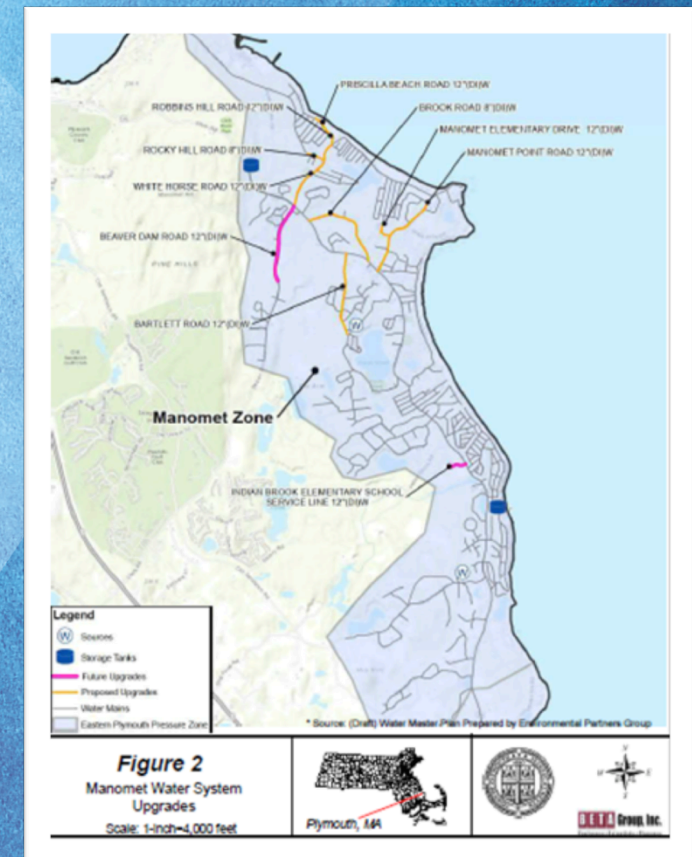 PRISCILLA BEACH ROAD 12"(DI)W
ROBBINS HILL ROAD 12"(DI)W
BROOK ROAD 8"(DI)W
MANOMET ELEMENTARY DRIVE 12"(DI)W
ROCKY HILL ROAD 8"(DI)W
MANOMET POINT ROAD 12"(DI)W
WHITE HORSE ROAD 12"(DI)W
BEAVER DAM ROAD 12"(DI)W
PINE HILLS
BARTLETT ROAD 12"(DI)W
W
Manomet Zone
INDIAN BROOK ELEMENTARY SCHOOL
SERVICE LINE 12"(DI)W
W
Legend
W Sources
Storage Tanks
Future Upgrades
Proposed Upgrades
Water Mains
Eastern Plymouth Pressure Zone
* Source: (Draft) Water Master Plan Prepared by Environmental Partners Group
Figure 2
Manomet Water System
Upgrades
Scale: 1-inch=4,000 feet
Plymouth, MA
N
W E
S
BETA Group, Inc.